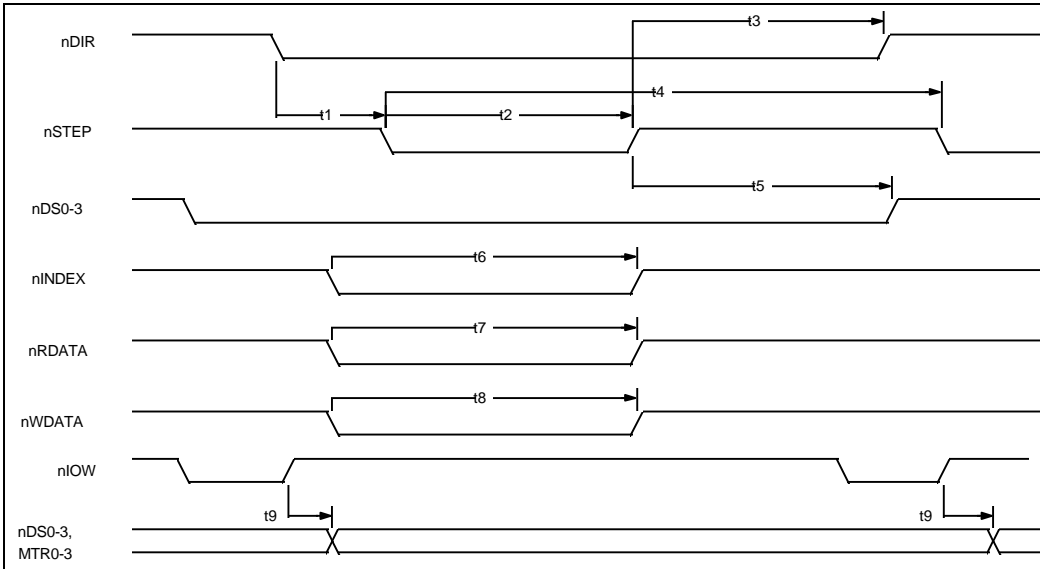 t3
nDIR
t4
t1
t2
nSTEP
t5
nDS0-3
t6
nINDEX
t7
nRDATA
t8
nWDATA
nIOW
t9
t9
nDS0-3,
MTR0-3